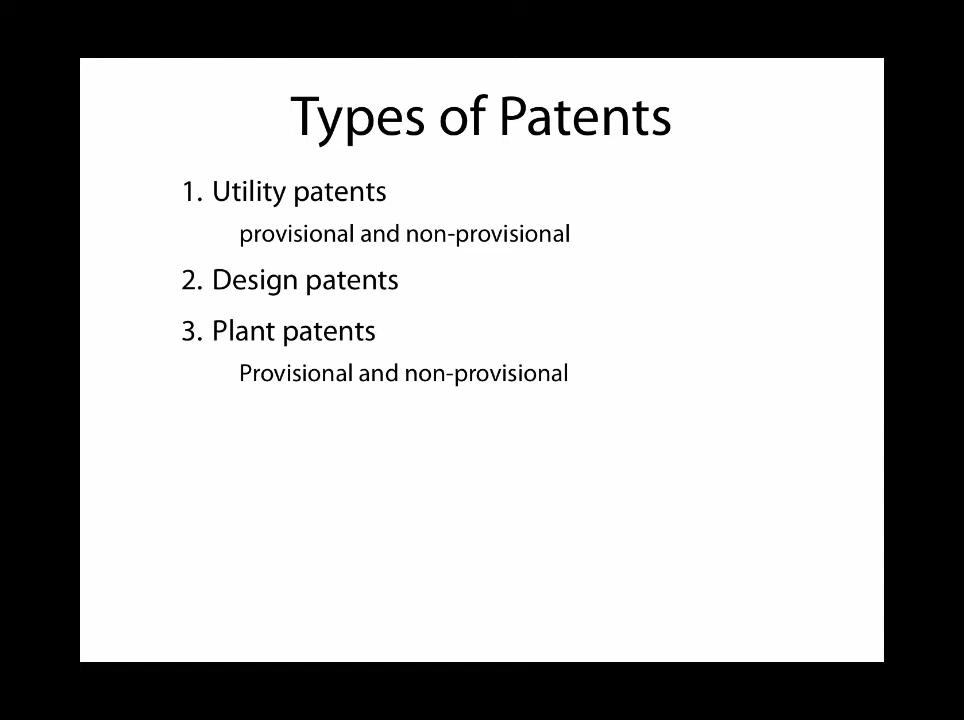 Types of Patents
1. Utility patents
provisional and non-provisional
2. Design patents
3. Plant patents
Provisional and non-provisional